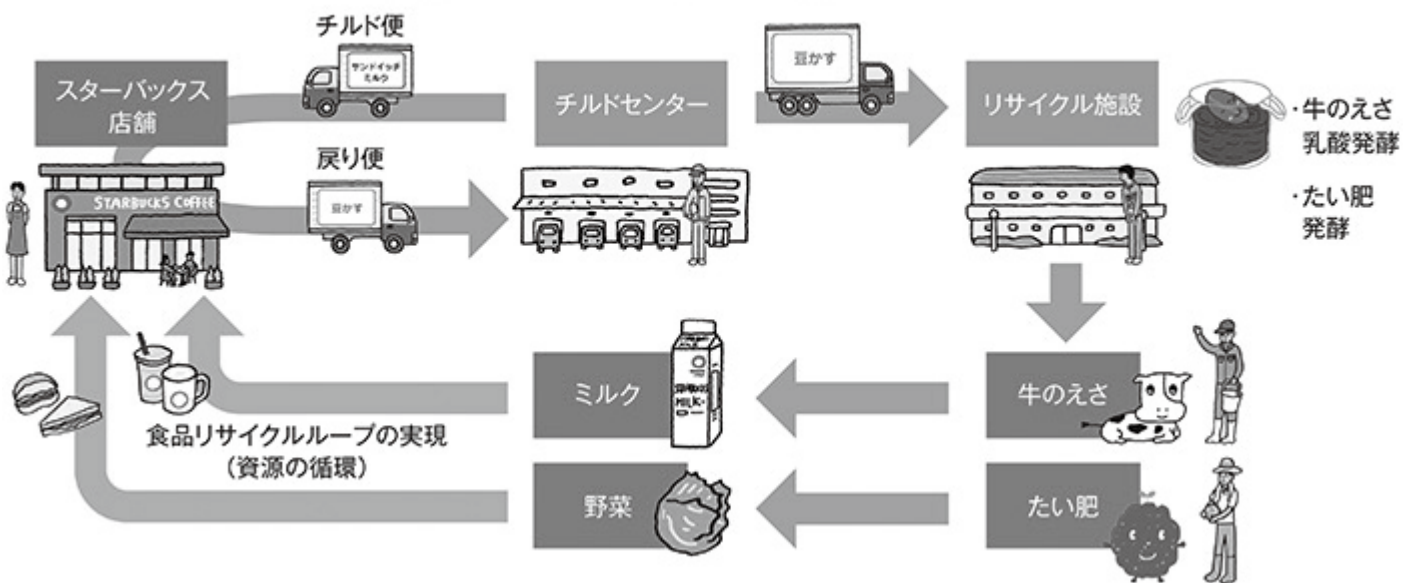 チルド便
サンドイッチ
ミルク
スターバックス
店舗
チルドセンター
豆かす
リサイクル施設
・牛のえさ
乳酸発酵
・たい肥
発酵
戻り便
豆かす
STARBUCKS COFFEE
ミルク
STARBUCKS
MILK
牛のえさ
食品リサイクルループの実現
（資源の循環）
野菜
たい肥